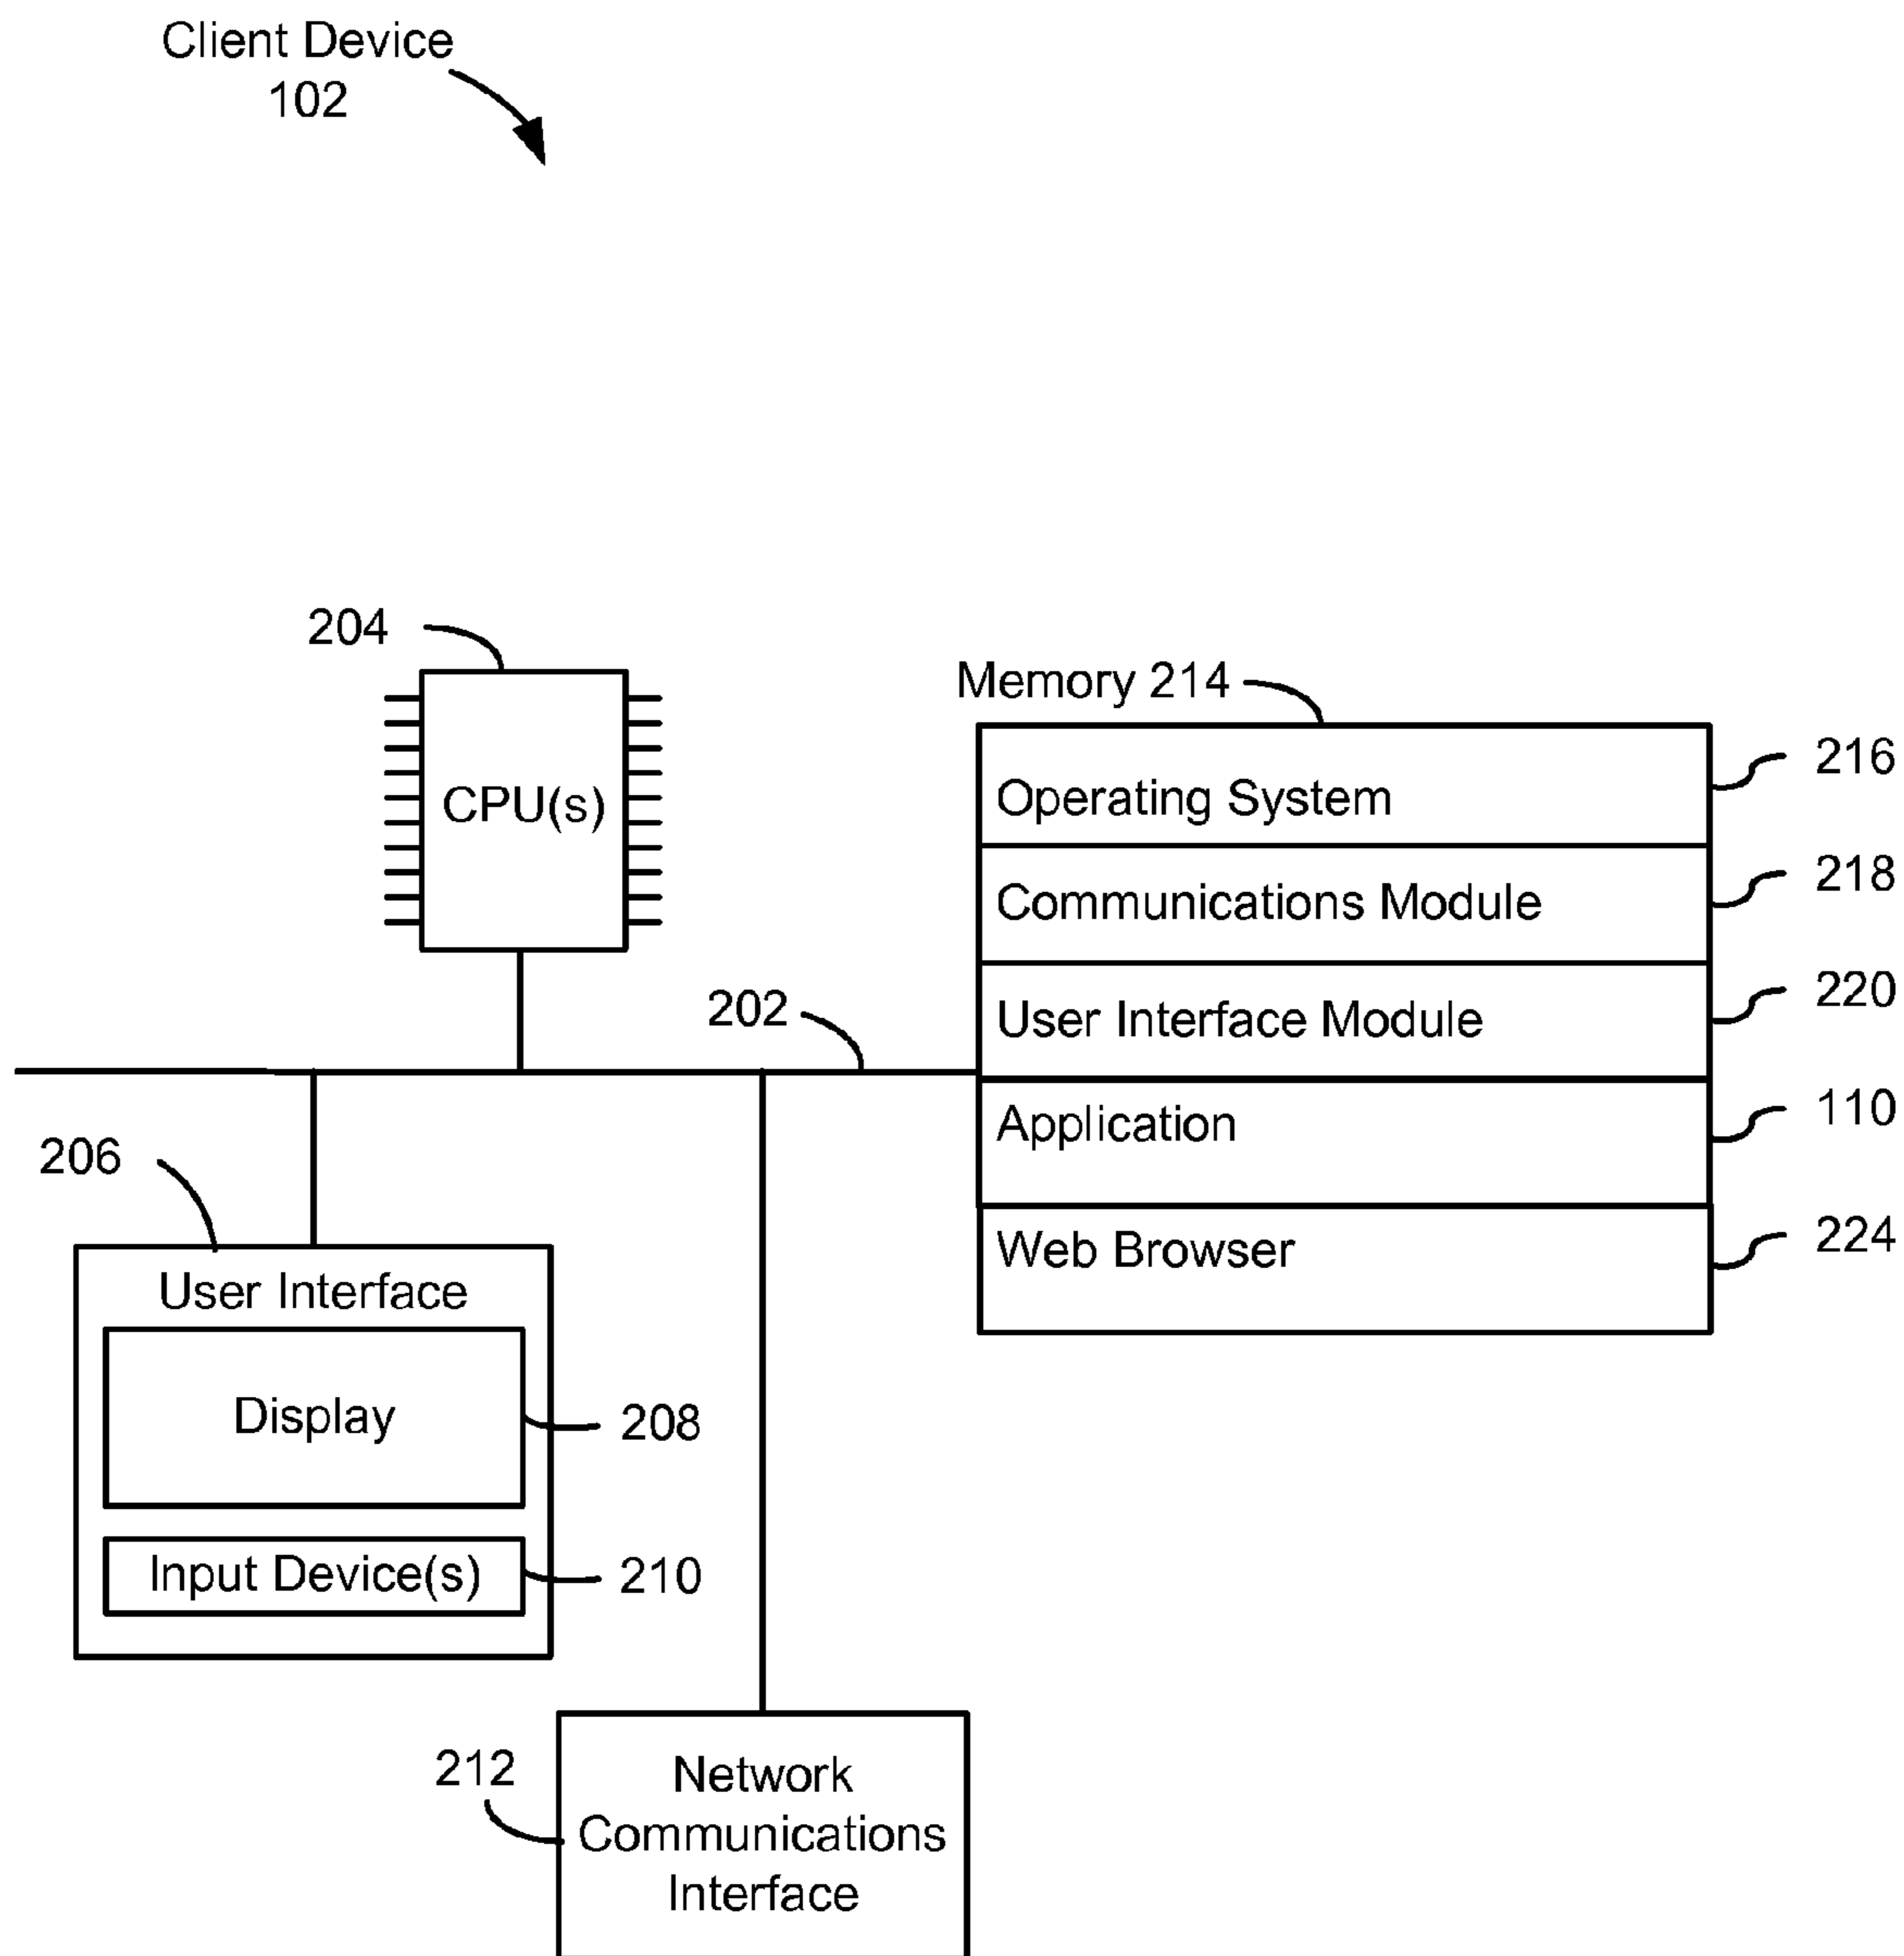 Client Device
102
204
CPU(s)
Memory 214
Operating System
216
Communications Module
218
User Interface Module
220
Application
110
Web Browser
224
202
206
User Interface
Display
208
Input Device(s)
210
212
Network
Communications
Interface